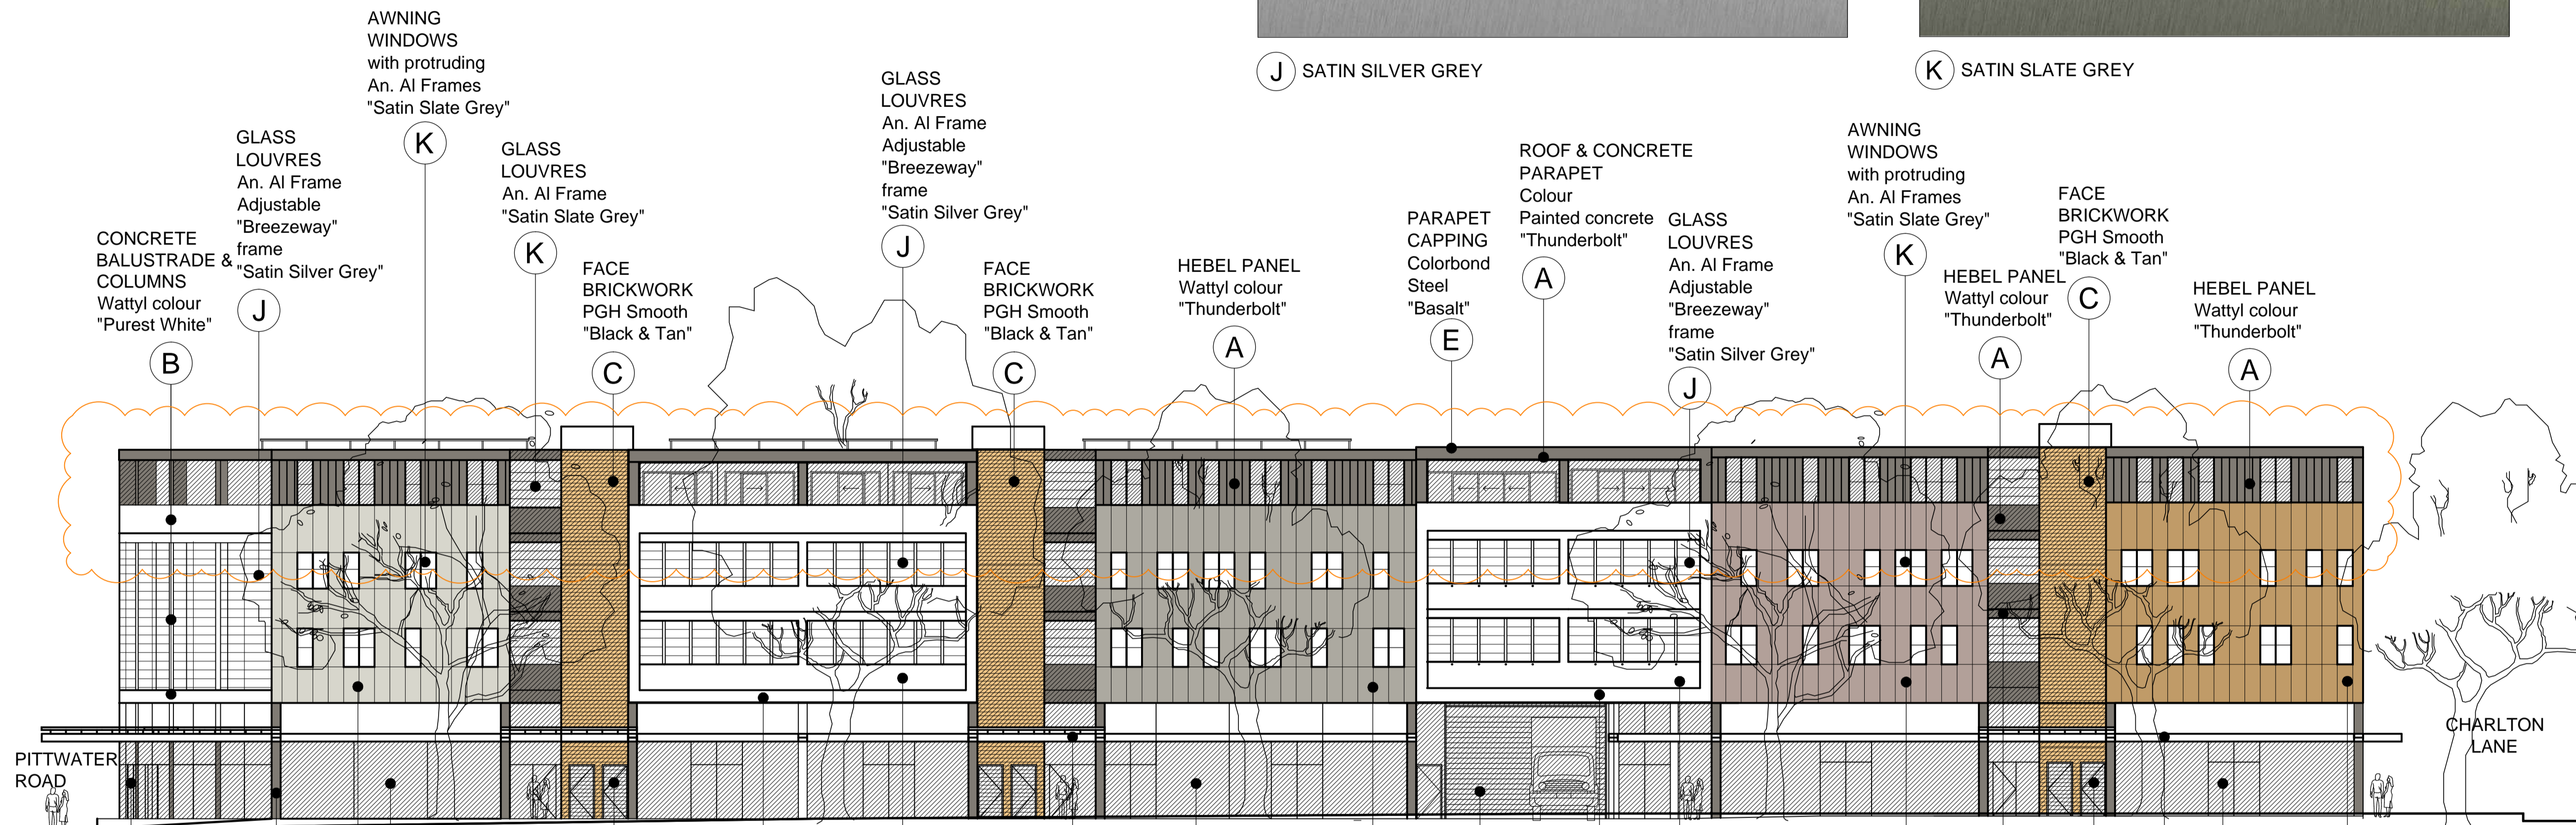 J SATIN SILVER GREY
K SATIN SLATE GREY
AWNING
WINDOWS
with protruding
An. Al Frames
"Satin Slate Grey"
K
GLASS
LOUVRES
An. Al Frame
Adjustable
"Breezeway"
frame
"Satin Silver Grey"
J
CONCRETE
BALUSTRADE &
COLUMNS
Wattyl colour
"Purest White"
B
GLASS
LOUVRES
An. Al Frame
"Satin Slate Grey"
K
FACE
BRICKWORK
PGH Smooth
"Black & Tan"
C
GLASS
LOUVRES
An. Al Frame
Adjustable
"Breezeway"
frame
"Satin Silver Grey"
J
FACE
BRICKWORK
PGH Smooth
"Black & Tan"
C
HEBEL PANEL
Wattyl colour
"Thunderbolt"
A
PARAPET
CAPPING
Colorbond
Steel
"Basalt"
E
ROOF & CONCRETE
PARAPET
Colour
Painted concrete
"Thunderbolt"
A
GLASS
LOUVRES
An. Al Frame
Adjustable
"Breezeway"
frame
"Satin Silver Grey"
J
AWNING
WINDOWS
with protruding
An. Al Frames
"Satin Slate Grey"
K
HEBEL PANEL
Wattyl colour
"Thunderbolt"
A
FACE
BRICKWORK
PGH Smooth
"Black & Tan"
C
HEBEL PANEL
Wattyl colour
"Thunderbolt"
A
PITTWATER
ROAD
CHARLTON
LANE